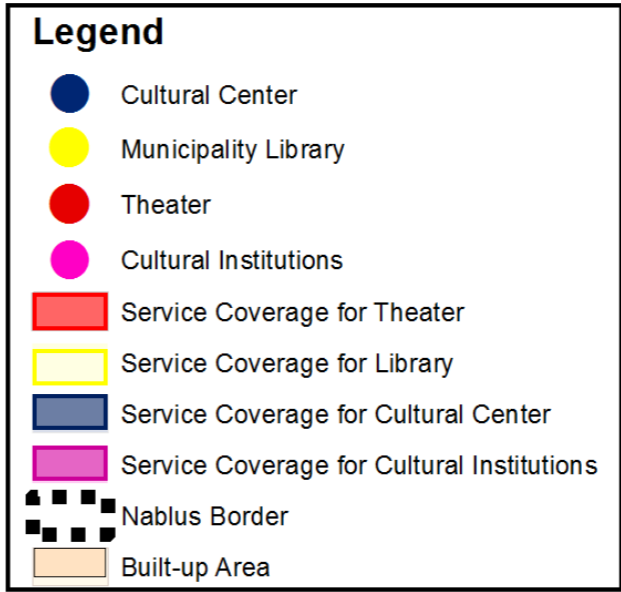 Legend
Cultural Center
Municipality Library
Theater
Cultural Institutions
Service Coverage for Theater
Service Coverage for Library
Service Coverage for Cultural Center
Service Coverage for Cultural Institutions
Nablus Border
Built-up Area